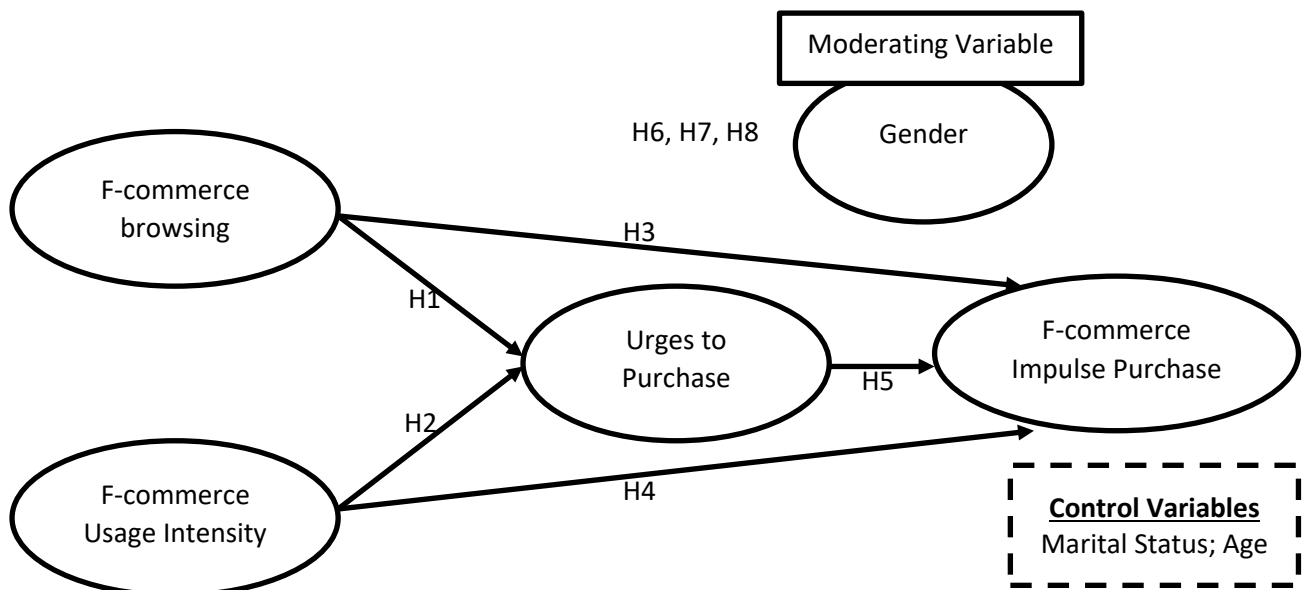 Moderating Variable
H6, H7, H8
Gender
F-commerce
browsing
H3
H1
Urges to
Purchase
F-commerce
Impulse Purchase
H5
H2
F-commerce
Usage Intensity
H4
Control Variables
Marital Status; Age